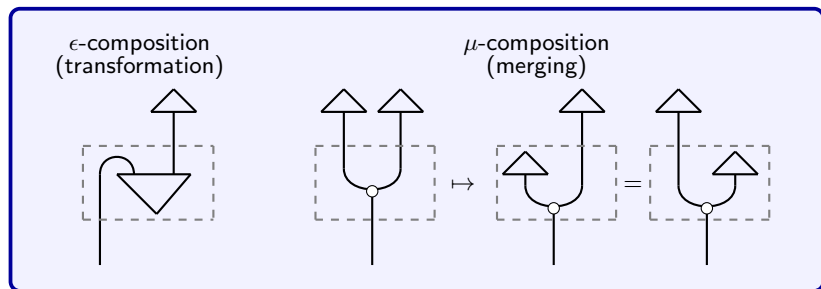 ϵ-composition
(transformation)
μ-composition
(merging)
↦
=